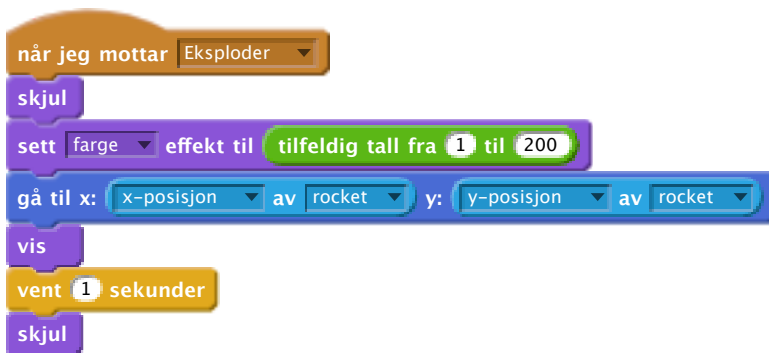 når jeg mottar Eksploder
skjul
sett farge effekt til tilfeldig tall fra 1 til 200
gå til x: x-posisjon av rocket y: y-posisjon av rocket
vis
vent 1 sekunder
skjul